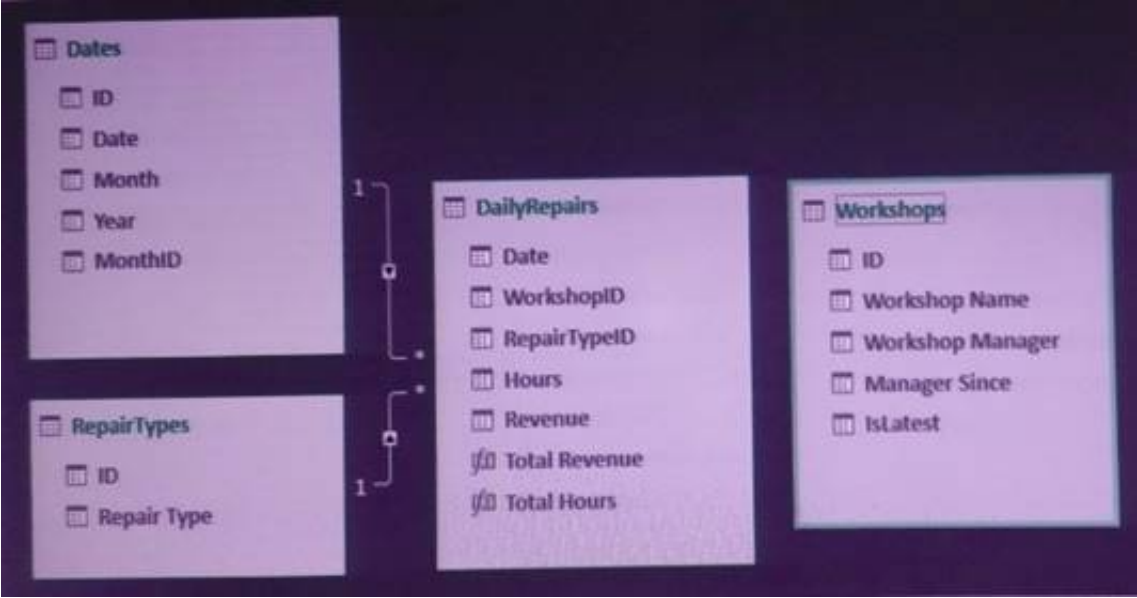 Dates
ID
Date
Month
Year
MonthID
1
*
RepairTypes
ID
Repair Type
*
1
DailyRepairs
Date
WorkshopID
RepairTypeID
Hours
Revenue
Total Revenue
Total Hours
Workshops
ID
Workshop Name
Workshop Manager
Manager Since
IsLatest